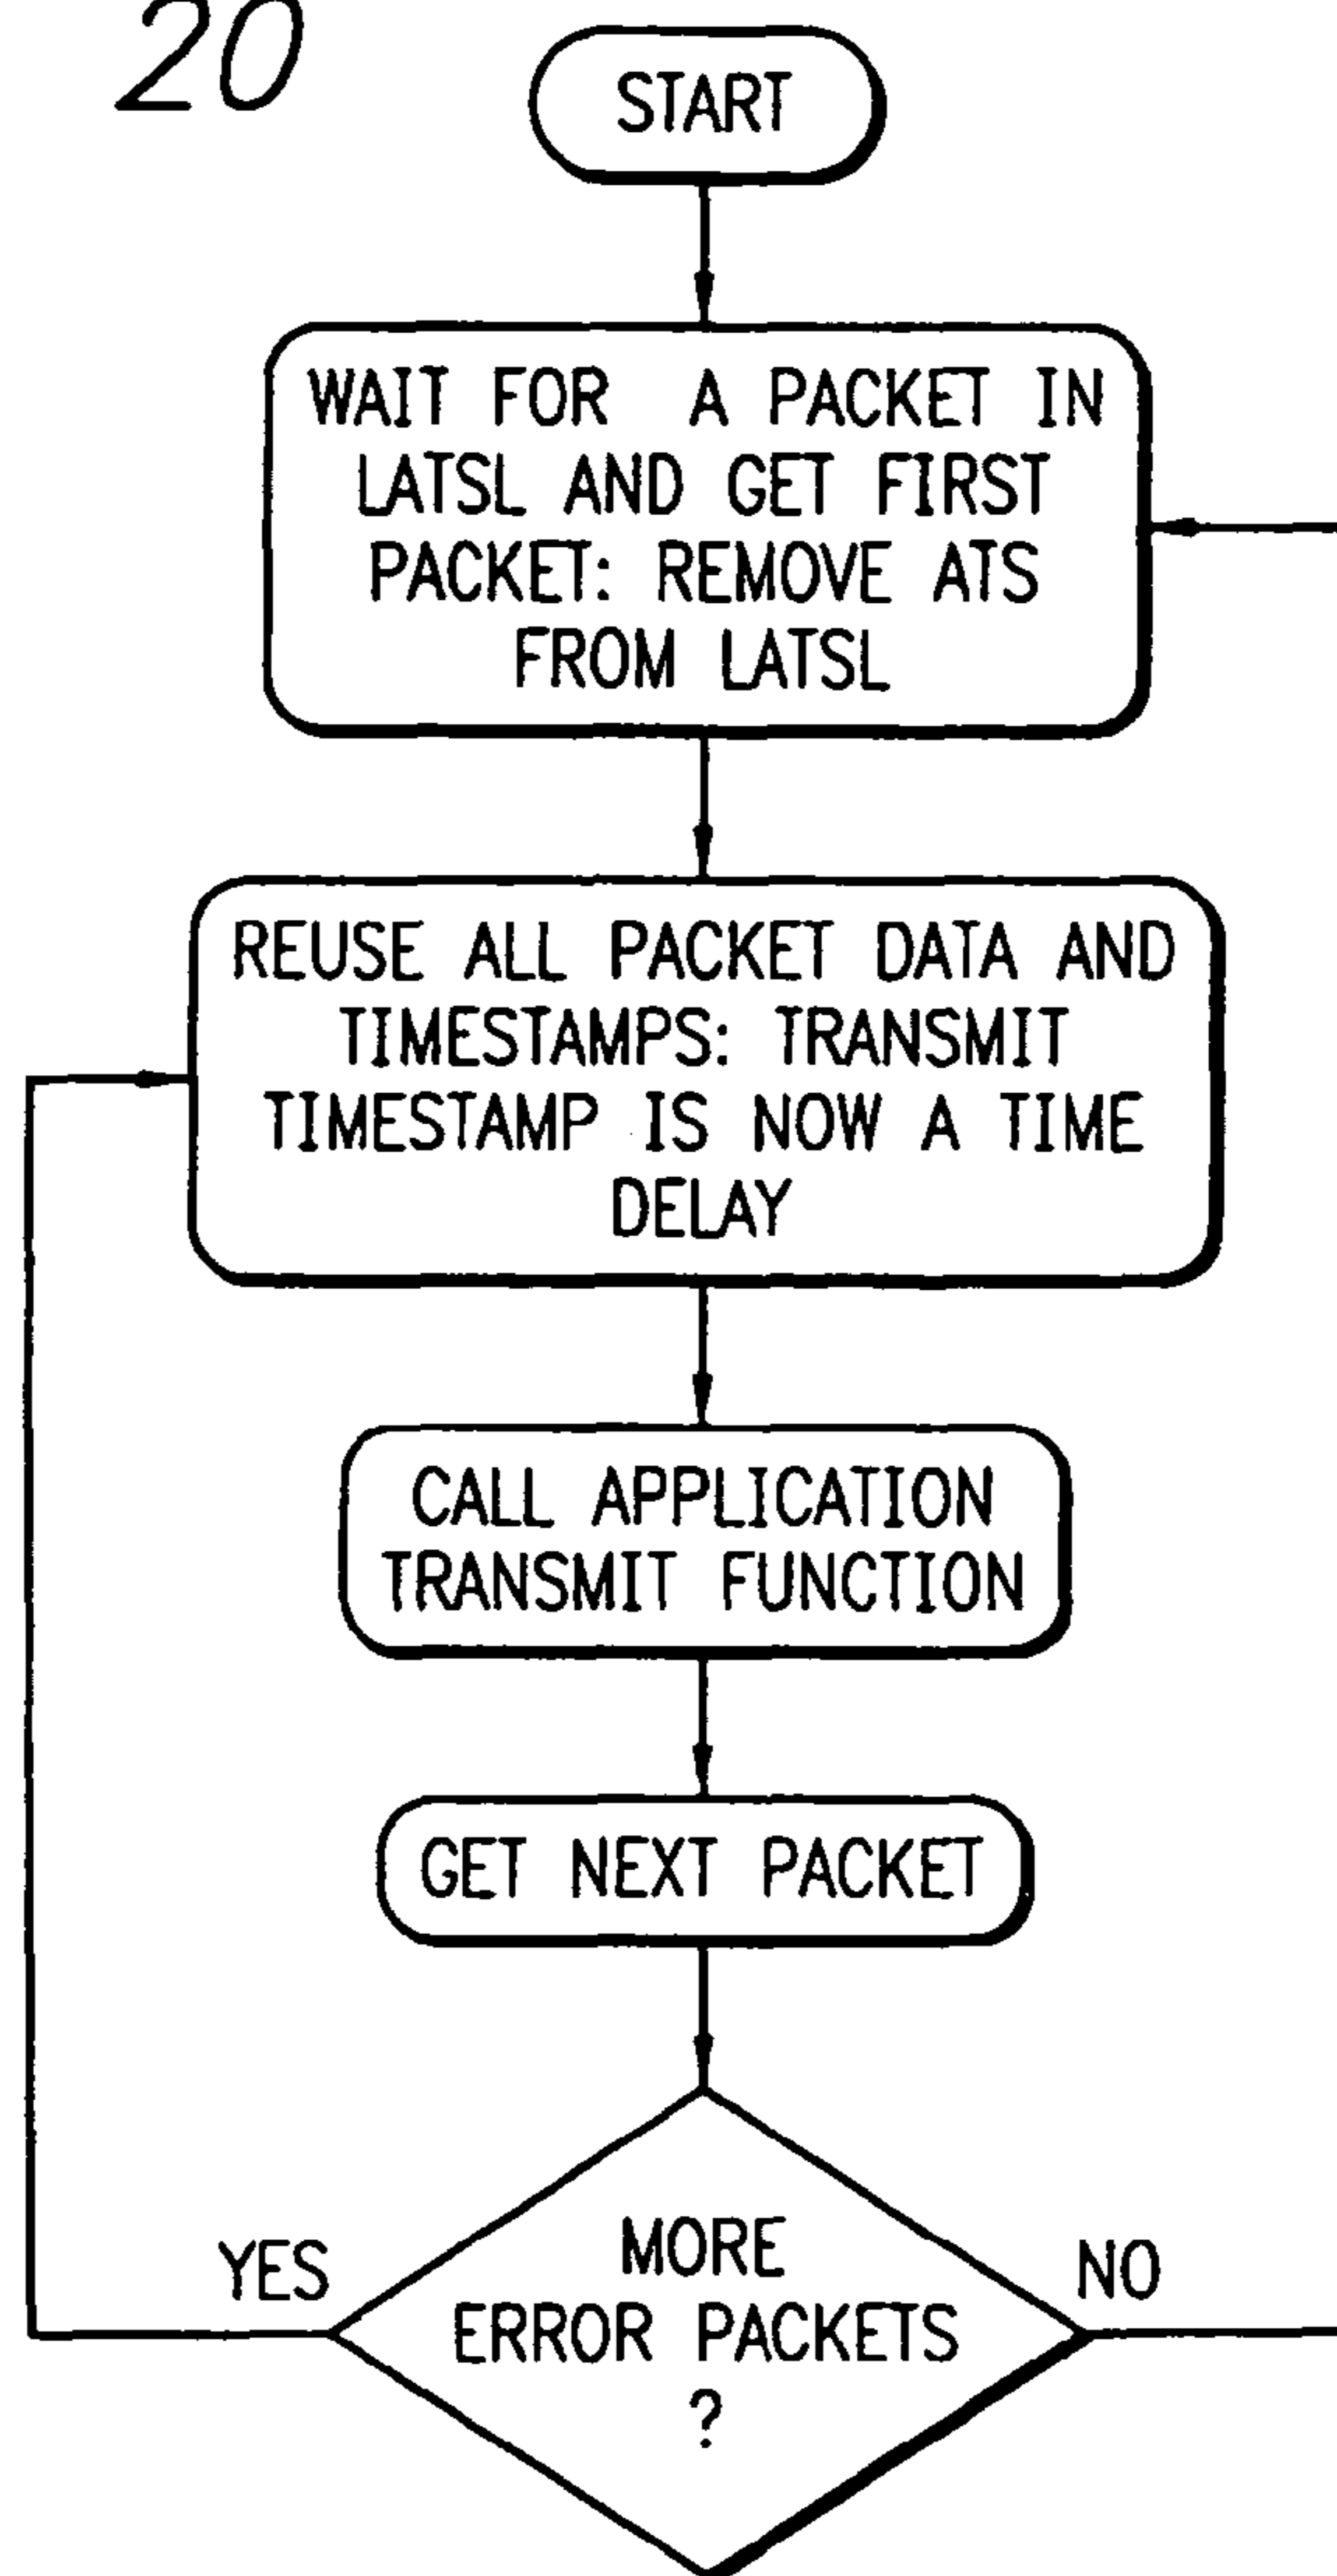 20
START
WAIT FOR A PACKET IN
LATSL AND GET FIRST
PACKET: REMOVE ATS
FROM LATSL
REUSE ALL PACKET DATA AND
TIMESTAMPS: TRANSMIT
TIMESTAMP IS NOW A TIME
DELAY
CALL APPLICATION
TRANSMIT FUNCTION
GET NEXT PACKET
YES
MORE
ERROR PACKETS
?
NO